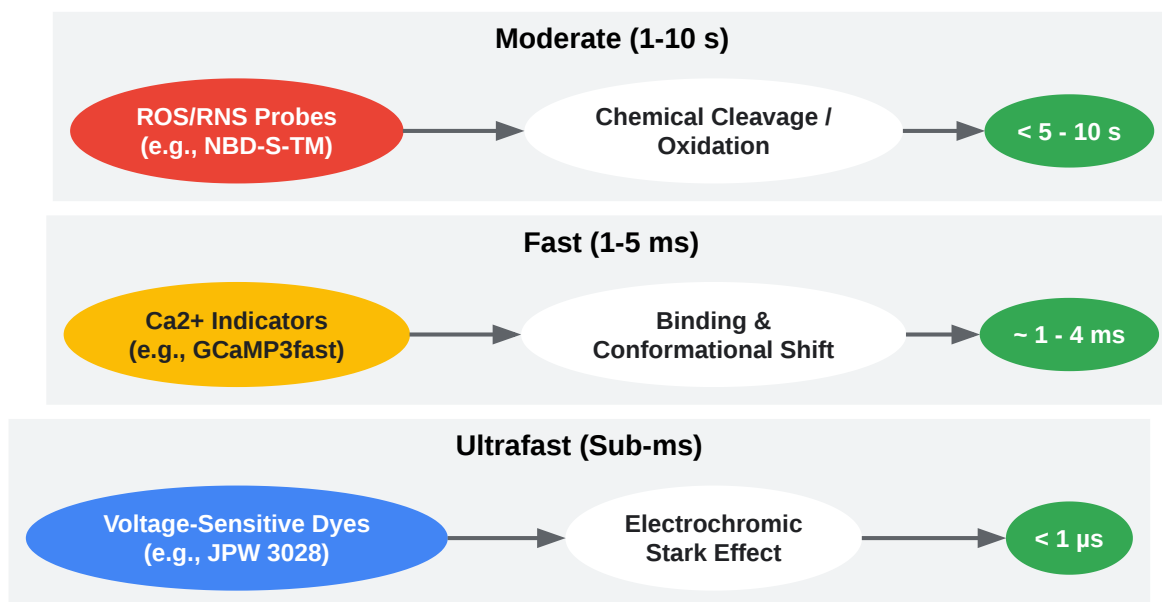 Moderate (1-10 s)
ROS/RNS Probes
(e.g., NBD-S-TM)
Chemical Cleavage /
Oxidation
< 5 - 10 s
Fast (1-5 ms)
Ca2+ Indicators
(e.g., GCaMP3fast)
Binding &
Conformational Shift
~ 1 - 4 ms
Ultrafast (Sub-ms)
Voltage-Sensitive Dyes
(e.g., JPW 3028)
Electrochromic
Stark Effect
< 1 µs